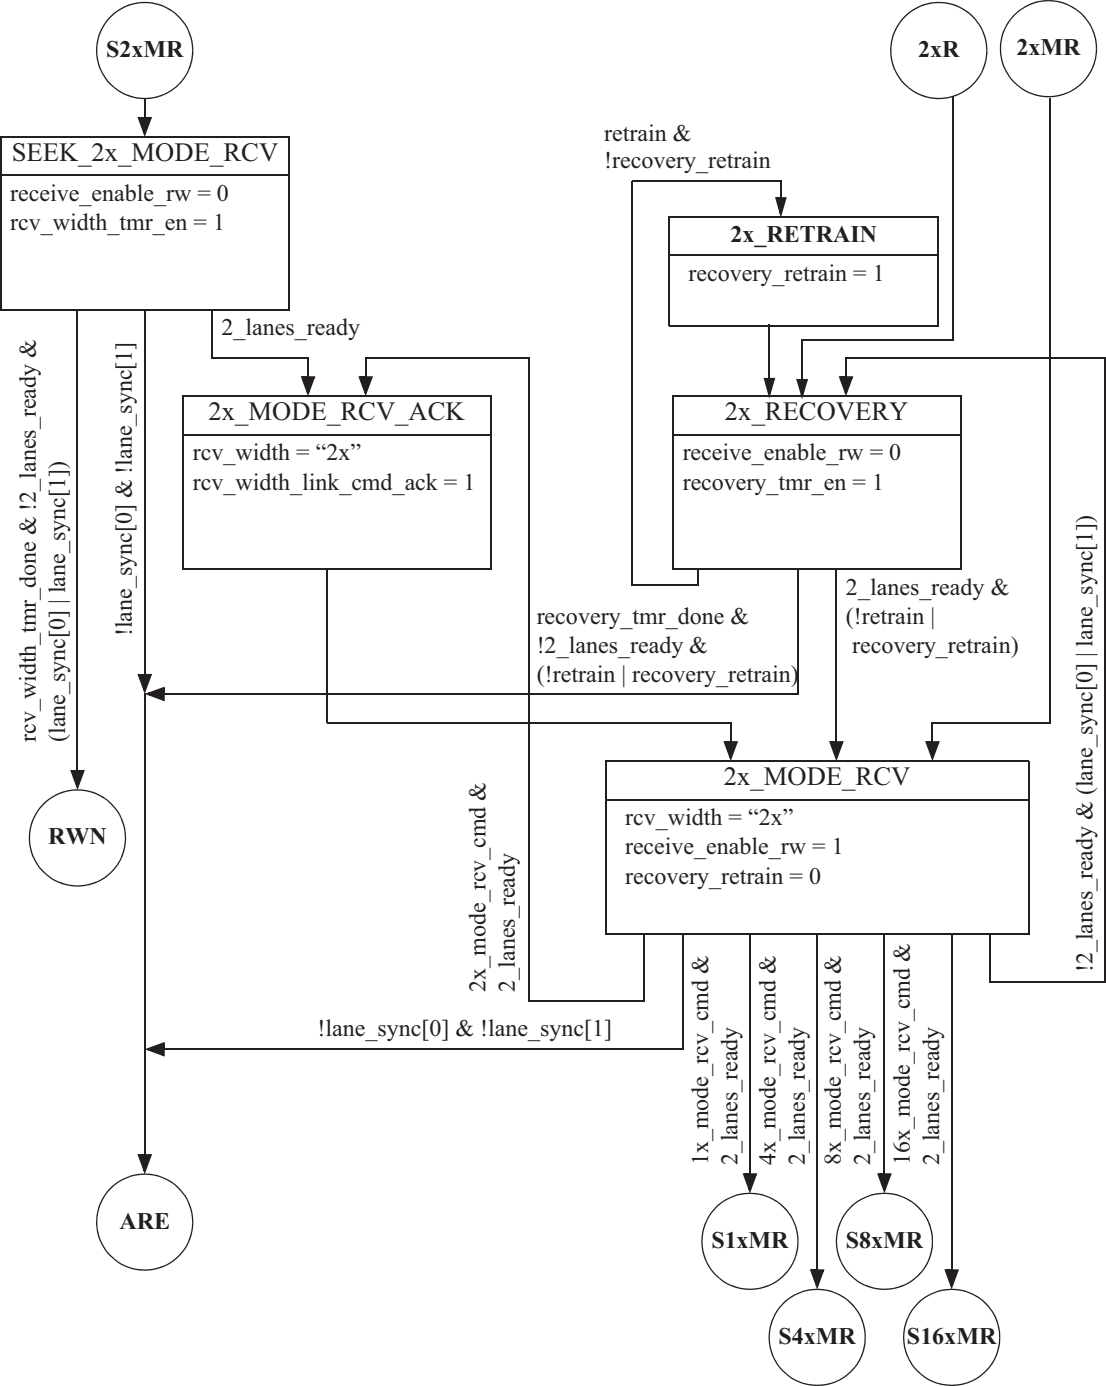 S2xMR
2xR
2xMR
SEEK_2x_MODE_RCV
receive_enable_rw = 0
rcv_width_tmr_en = 1
retrain &
!recovery_retrain
2x_RETRAIN
recovery_retrain = 1
2_lanes_ready
rcv_width_tmr_done & !2_lanes_ready &
(lane_sync[0] | lane_sync[1])
!lane_sync[0] & !lane_sync[1]
2x_MODE_RCV_ACK
rcv_width = “2x”
rcv_width_link_cmd_ack = 1
2x_RECOVERY
receive_enable_rw = 0
recovery_tmr_en = 1
recovery_tmr_done &
!2_lanes_ready &
(!retrain | recovery_retrain)
2_lanes_ready &
(!retrain |
recovery_retrain)
!2_lanes_ready & (lane_sync[0] | lane_sync[1])
RWN
2x_MODE_RCV
rcv_width = “2x”
receive_enable_rw = 1
recovery_retrain = 0
2x_mode_rcv_cmd &
2_lanes_ready
!lane_sync[0] & !lane_sync[1]
1x_mode_rcv_cmd &
2_lanes_ready
4x_mode_rcv_cmd &
2_lanes_ready
8x_mode_rcv_cmd &
2_lanes_ready
16x_mode_rcv_cmd &
2_lanes_ready
ARE
S1xMR
S8xMR
S4xMR
S16xMR